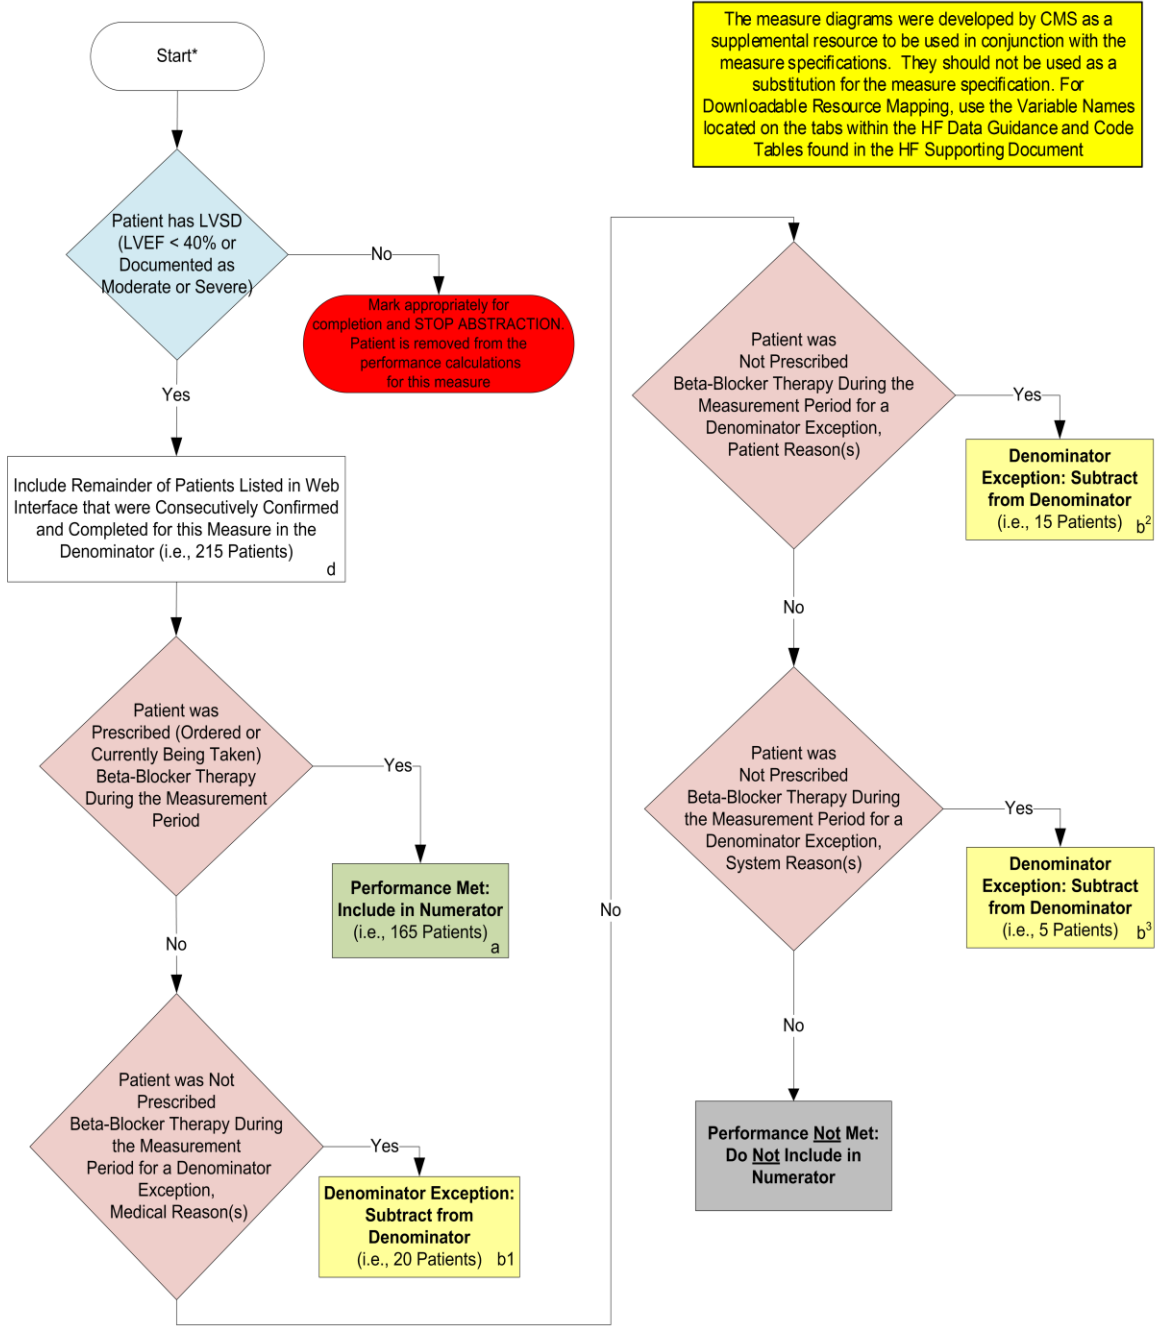 Start*
The measure diagrams were developed by CMS as a
supplemental resource to be used in conjunction with the
measure specifications. They should not be used as a
substitution for the measure specification. For
Downloadable Resource Mapping, use the Variable Names
located on the tabs within the HF Data Guidance and Code
Tables found in the HF Supporting Document
Patient has LVSD
(LVEF < 40% or
Documented as
Moderate or Severe)
No
Mark appropriately for
completion and STOP ABSTRACTION.
Patient is removed from the
performance calculations
for this measure
Yes
Include Remainder of Patients Listed in Web
Interface that were Consecutively Confirmed
and Completed for this Measure in the
Denominator (i.e., 215 Patients)
d
Patient was
Prescribed (Ordered or
Currently Being Taken)
Beta-Blocker Therapy
During the Measurement
Period
Yes
Performance Met:
Include in Numerator
(i.e., 165 Patients)
a
No
Patient was Not
Prescribed
Beta-Blocker Therapy During
the Measurement
Period for a Denominator
Exception,
Medical Reason(s)
Yes
Denominator Exception:
Subtract from
Denominator
(i.e., 20 Patients) b1
No
Patient was
Not Prescribed
Beta-Blocker Therapy During the
Measurement Period for a
Denominator Exception,
Patient Reason(s)
Yes
Denominator
Exception: Subtract
from Denominator
(i.e., 15 Patients) b²
No
Patient was
Not Prescribed
Beta-Blocker Therapy During
the Measurement Period for a
Denominator Exception,
System Reason(s)
Yes
Denominator
Exception: Subtract
from Denominator
(i.e., 5 Patients) b³
No
Performance Not Met:
Do Not Include in
Numerator